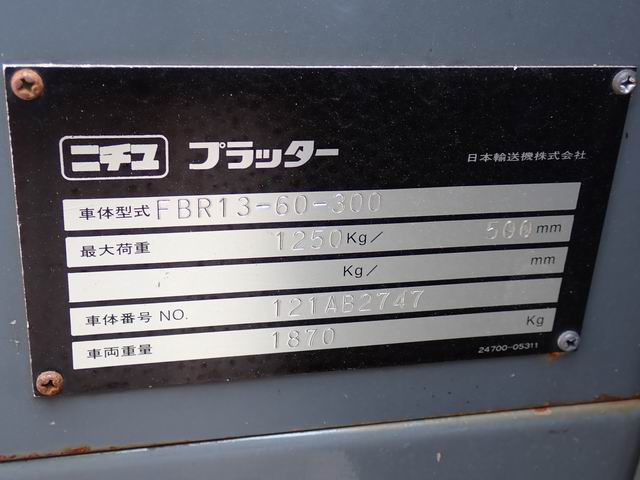 ニチユ プラッター 日本輸送機株式会社
車体型式 FBR13-60-300
最大荷重 1250 Kg/ 500 mm
Kg/ mm
車体番号 NO. 121AB2747
車両重量 1870 Kg
24700-05311